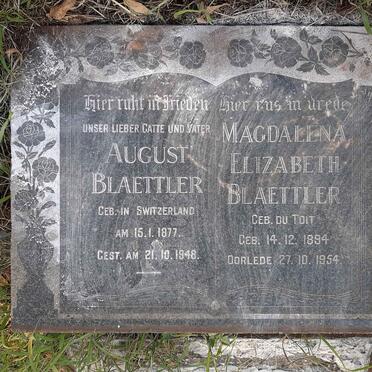 Hier ruht in Frieden
UNSER LIEBER GATTE UND VATER
AUGUST
BLAETTLER
GEB. IN SWITZERLAND
AM 15.1.1877.
GEST. AM 21.10.1948.
Hier rus in vrede
MAGDALENA
ELIZABETH
BLAETTLER
GEB. DU TOIT
GEB. 14.12.1894
OORLEDE 27.10.1954